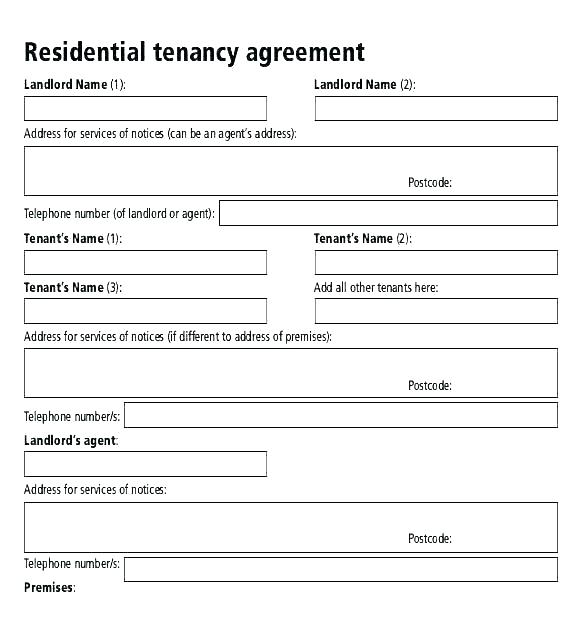 Residential tenancy agreement
Landlord Name (1): Landlord Name (2):
Address for services of notices (can be an agent's address):
Postcode:
Telephone number (of landlord or agent):
Tenant's Name (1): Tenant's Name (2):
Tenant's Name (3): Add all other tenants here:
Address for services of notices (if different to address of premises):
Postcode:
Telephone number/s:
Landlord's agent:
Address for services of notices:
Postcode:
Telephone number/s:
Premises: